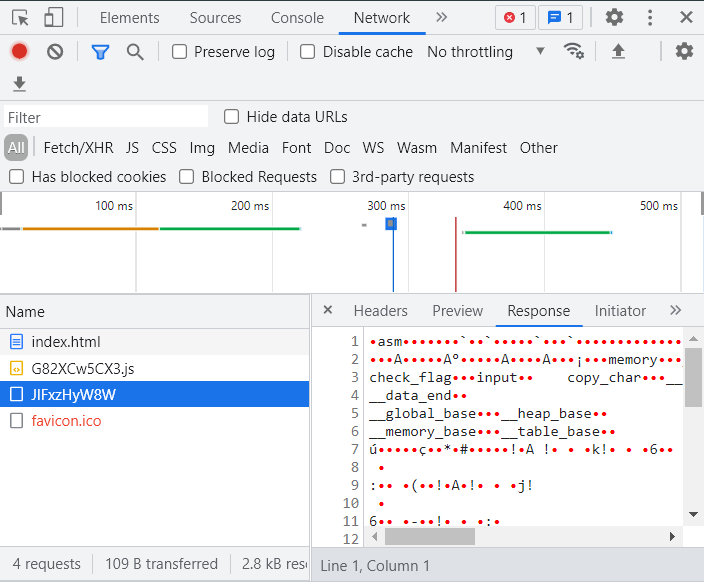 Elements Sources Console Network 1 1
Preserve log Disable cache No throttling
Filter Hide data URLs
All Fetch/XHR JS CSS Img Media Font Doc WS Wasm Manifest Other
Has blocked cookies Blocked Requests 3rd-party requests
100 ms 200 ms 300 ms 400 ms 500 ms
Name
index.html
G82XCw5CX3.js
JIFxzHyW8W
favicon.ico
4 requests 109 B transferred 2.8 kB res
× Headers Preview Response Initiator
1 •asm•••••••`••`•••••`•••`•••••••••••••
2 •••A•••••Aº•••••A••••A•••¡•••memory•••
3 check_flag•••input•• copy_char•••__
4 __data_end••
5 __global_base•••__heap_base••
6 __memory_base•••__table_base••
7 ú•••••ç••*•#•••••!•A !• • •k!• • •6••
8 •
9 :•• •(••!•A•!• • •j!
10 •
11 6•• •-••!• • •:•
12
Line 1, Column 1